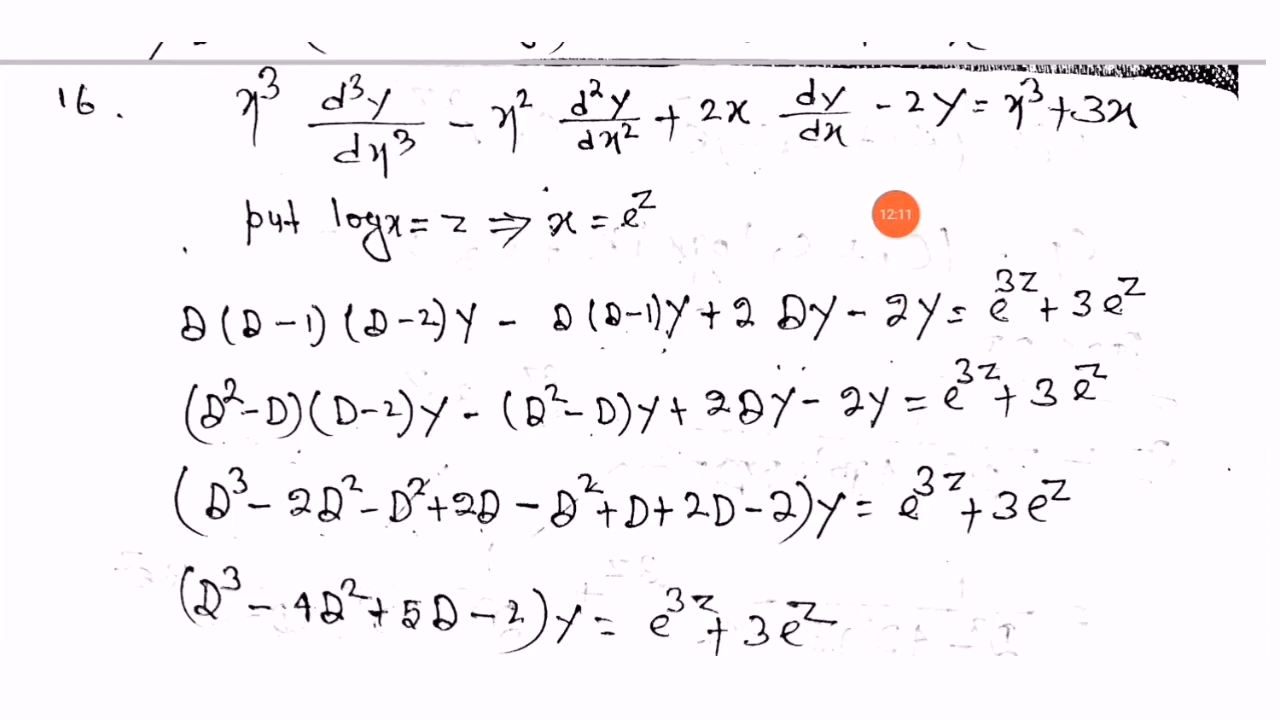 16. x³ d³y/dx³ - x² d²y/dx² + 2x dy/dx - 2y = x³ + 3x
put logx = z ⇒ x = e^z
12:11
D(D-1)(D-2)y - D(D-1)y + 2Dy - 2y = e^3z + 3e^z
(D²-D)(D-2)y - (D²-D)y + 2Dy - 2y = e^3z + 3e^z
(D³ - 2D² - D² + 2D - D² + D + 2D - 2)y = e^3z + 3e^z
(D³ - 4D² + 5D - 2)y = e^3z + 3e^z